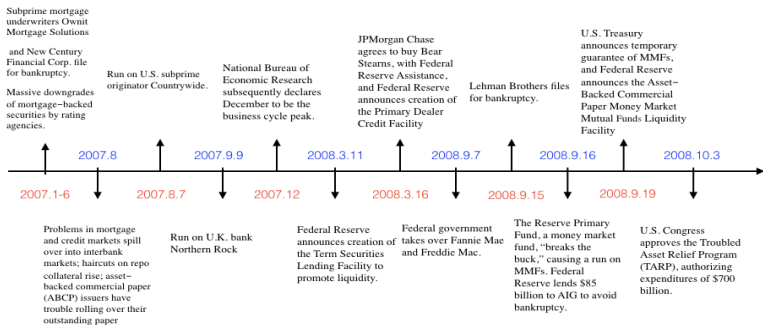 Subprime mortgage
underwriters Ownit
Mortgage Solutions
and New Century
Financial Corp. file
for bankruptcy.
Massive downgrades
of mortgage−backed
securities by rating
agencies.
Run on U.S. subprime
originator Countrywide.
National Bureau of
Economic Research
subsequently declares
December to be the
business cycle peak.
JPMorgan Chase
agrees to buy Bear
Stearns, with Federal
Reserve Assistance,
and Federal Reserve
announces creation of
the Primary Dealer
Credit Facility
Lehman Brothers files
for bankruptcy.
U.S. Treasury
announces temporary
guarantee of MMFs,
and Federal Reserve
announces the Asset−
Backed Commercial
Paper Money Market
Mutual Funds Liquidity
Facility
2007.8
2007.9.9
2008.3.11
2008.9.7
2008.9.16
2008.10.3
2007.1-6
2007.8.7
2007.12
2008.3.16
2008.9.15
2008.9.19
Problems in mortgage
and credit markets spill
over into interbank
markets; haircuts on repo
collateral rise; asset−
backed commercial paper
(ABCP) issuers have
trouble rolling over their
outstanding paper
Run on U.K. bank
Northern Rock
Federal Reserve
announces creation of
the Term Securities
Lending Facility to
promote liquidity.
Federal government
takes over Fannie Mae
and Freddie Mac.
The Reserve Primary
Fund, a money market
fund, “breaks the
buck,” causing a run on
MMFs. Federal
Reserve lends $85
billion to AIG to avoid
bankruptcy.
U.S. Congress
approves the Troubled
Asset Relief Program
(TARP), authorizing
expenditures of $700
billion.